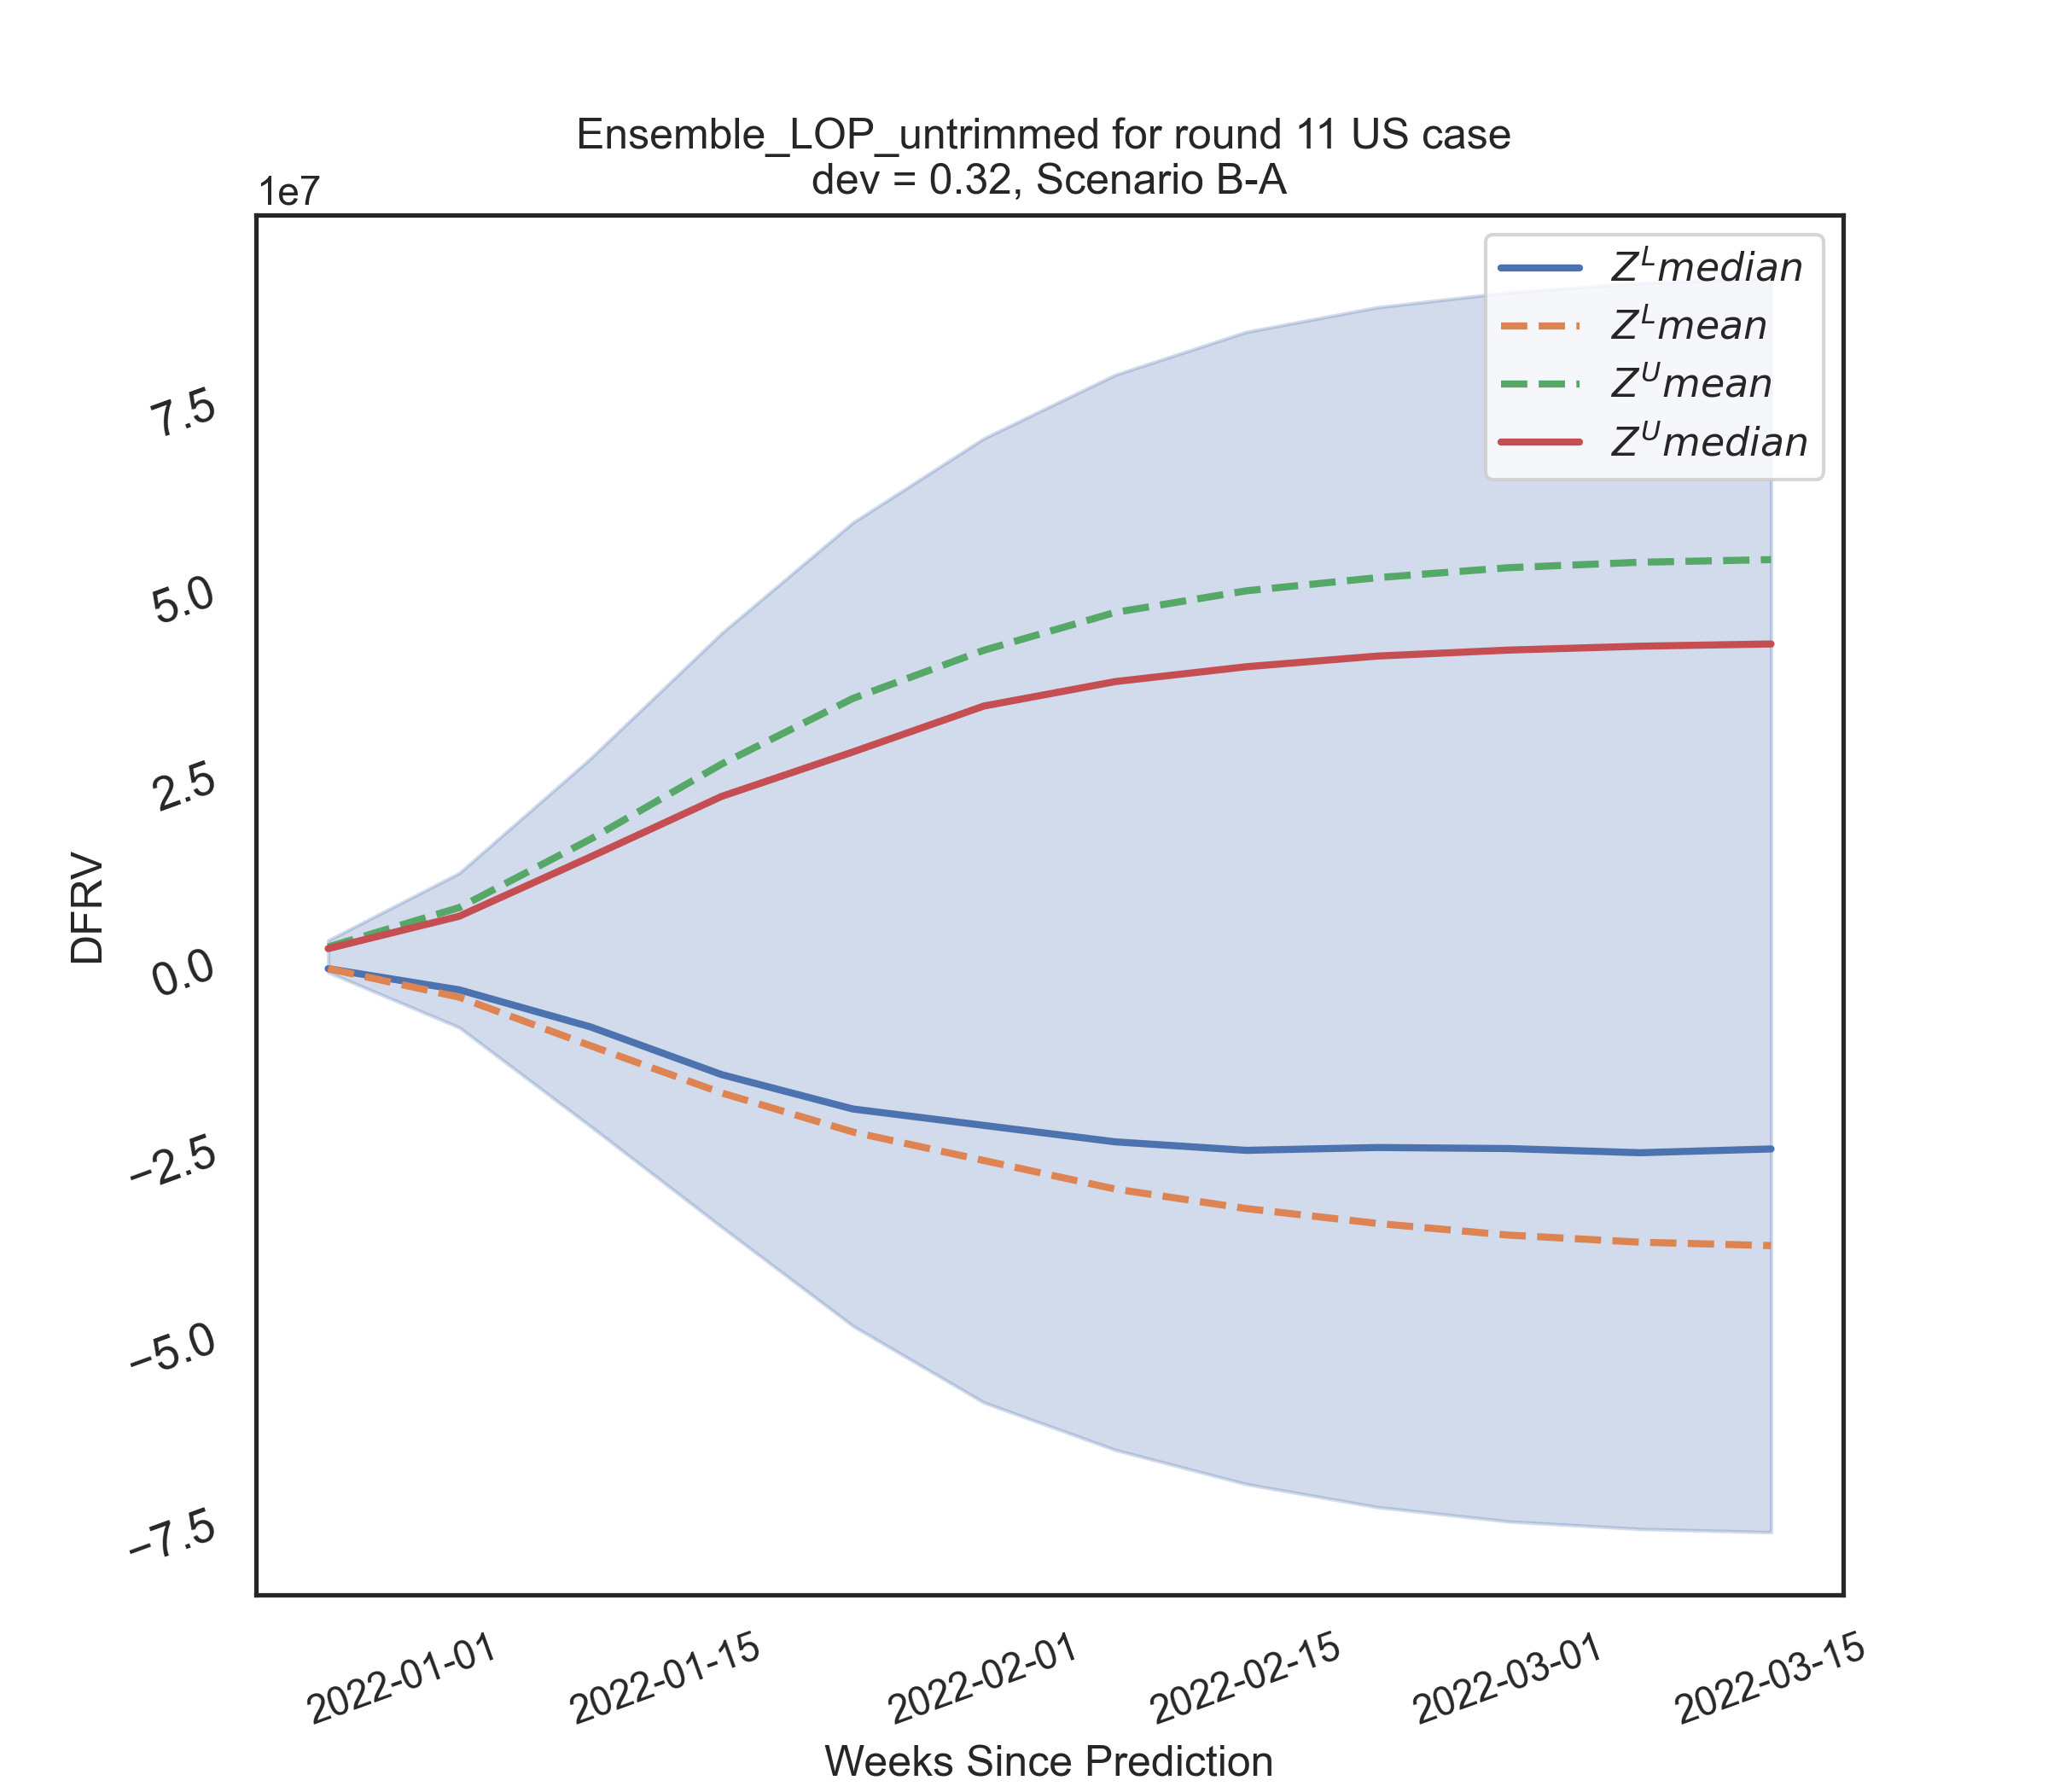 Ensemble_LOP_untrimmed for round 11 US case
dev = 0.32, Scenario B-A
1e7
Z^L median
Z^L mean
Z^U mean
Z^U median
7.5
5.0
2.5
0.0
−2.5
−5.0
−7.5
DFRV
2022-01-01
2022-01-15
2022-02-01
2022-02-15
2022-03-01
2022-03-15
Weeks Since Prediction